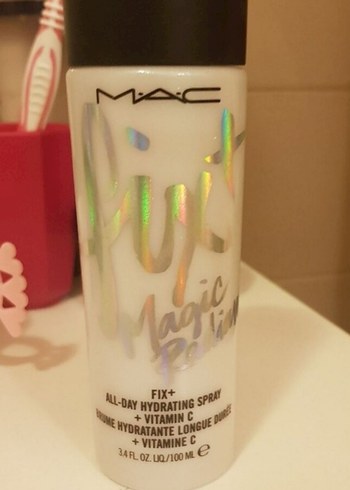 M·A·C
fix+
Magic
FIX+
ALL-DAY HYDRATING SPRAY
+ VITAMIN C
BRUME HYDRATANTE LONGUE DURÉE
+ VITAMINE C
3.4 FL. OZ. LIQ/100 ML ℮